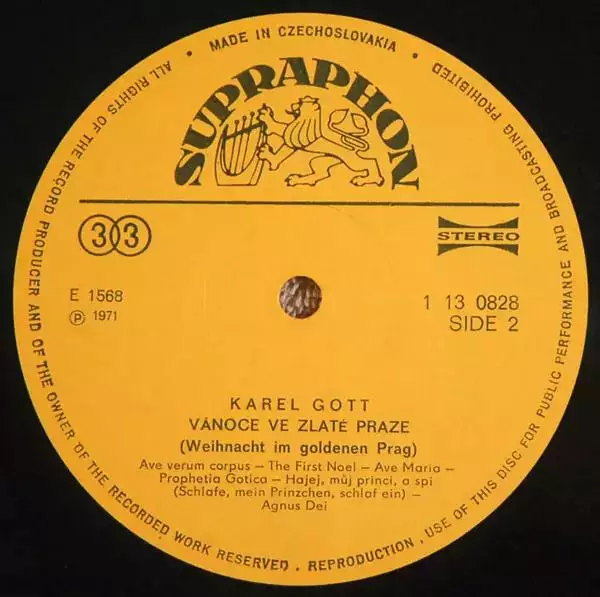 MADE IN CZECHOSLOVAKIA
SUPRAPHON
33
STEREO
E 1568
℗ 1971
1 13 0828
SIDE 2
KAREL GOTT
VÁNOCE VE ZLATÉ PRAZE
(Weihnacht im goldenen Prag)
Ave verum corpus – The First Noel – Ave Maria –
Prophetia Gotica – Hajej, můj princi, a spi
(Schlafe, mein Prinzchen, schlaf ein) –
Agnus Dei
ALL RIGHTS OF THE RECORD PRODUCER AND OF THE OWNER OF THE RECORDED WORK RESERVED . REPRODUCTION , USE OF THIS DISC FOR PUBLIC PERFORMANCE AND BROADCASTING PROHIBITED